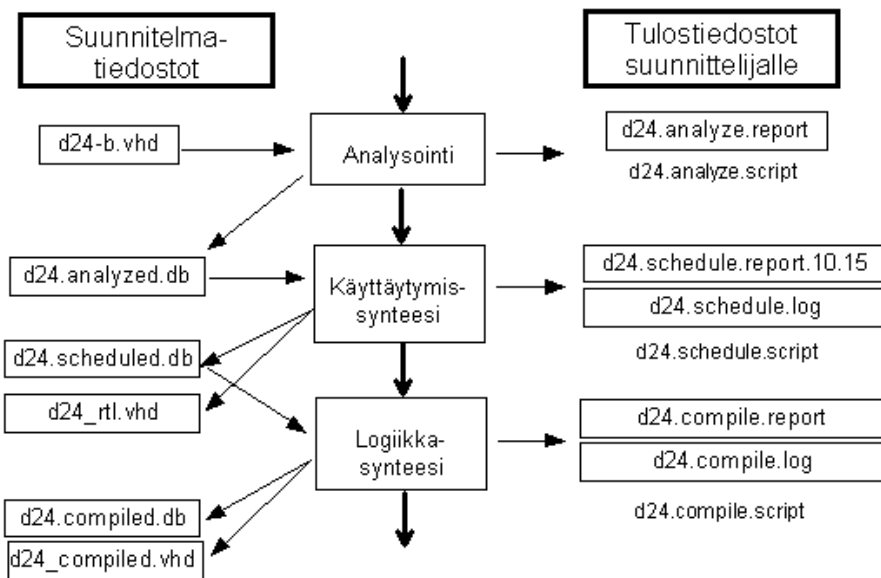 Suunnitelma-
tiedostot
Tulostiedostot
suunnittelijalle
d24-b.vhd
Analysointi
d24.analyze.report
d24.analyze.script
d24.analyzed.db
Käyttäytymis-
synteesi
d24.schedule.report.10.15
d24.schedule.log
d24.schedule.script
d24.scheduled.db
d24_rtl.vhd
Logiikka-
synteesi
d24.compile.report
d24.compile.log
d24.compile.script
d24.compiled.db
d24_compiled.vhd